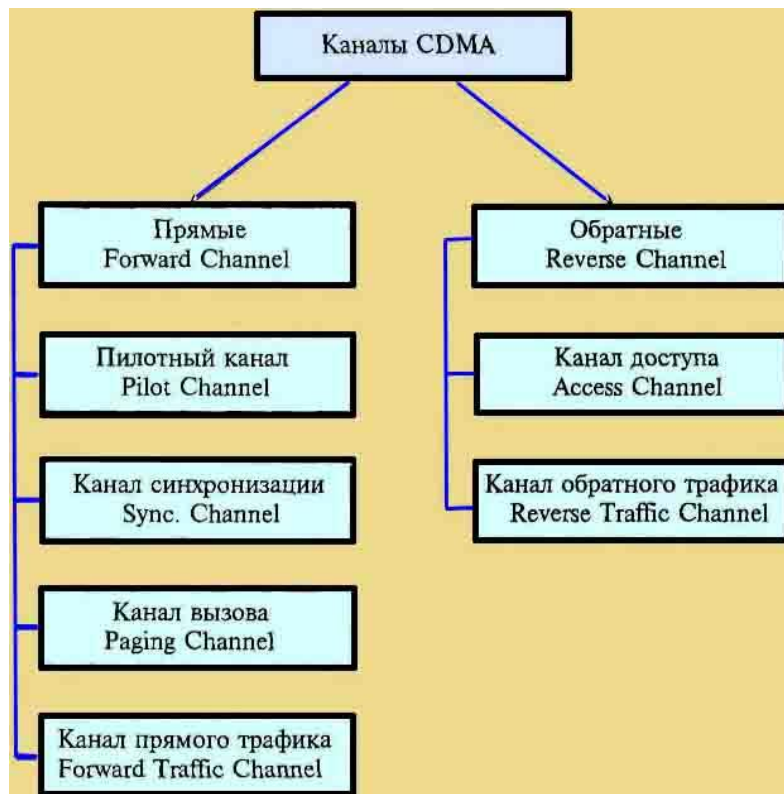 Каналы CDMA
Прямые
Forward Channel
Пилотный канал
Pilot Channel
Канал синхронизации
Sync. Channel
Канал вызова
Paging Channel
Канал прямого трафика
Forward Traffic Channel
Обратные
Reverse Channel
Канал доступа
Access Channel
Канал обратного трафика
Reverse Traffic Channel